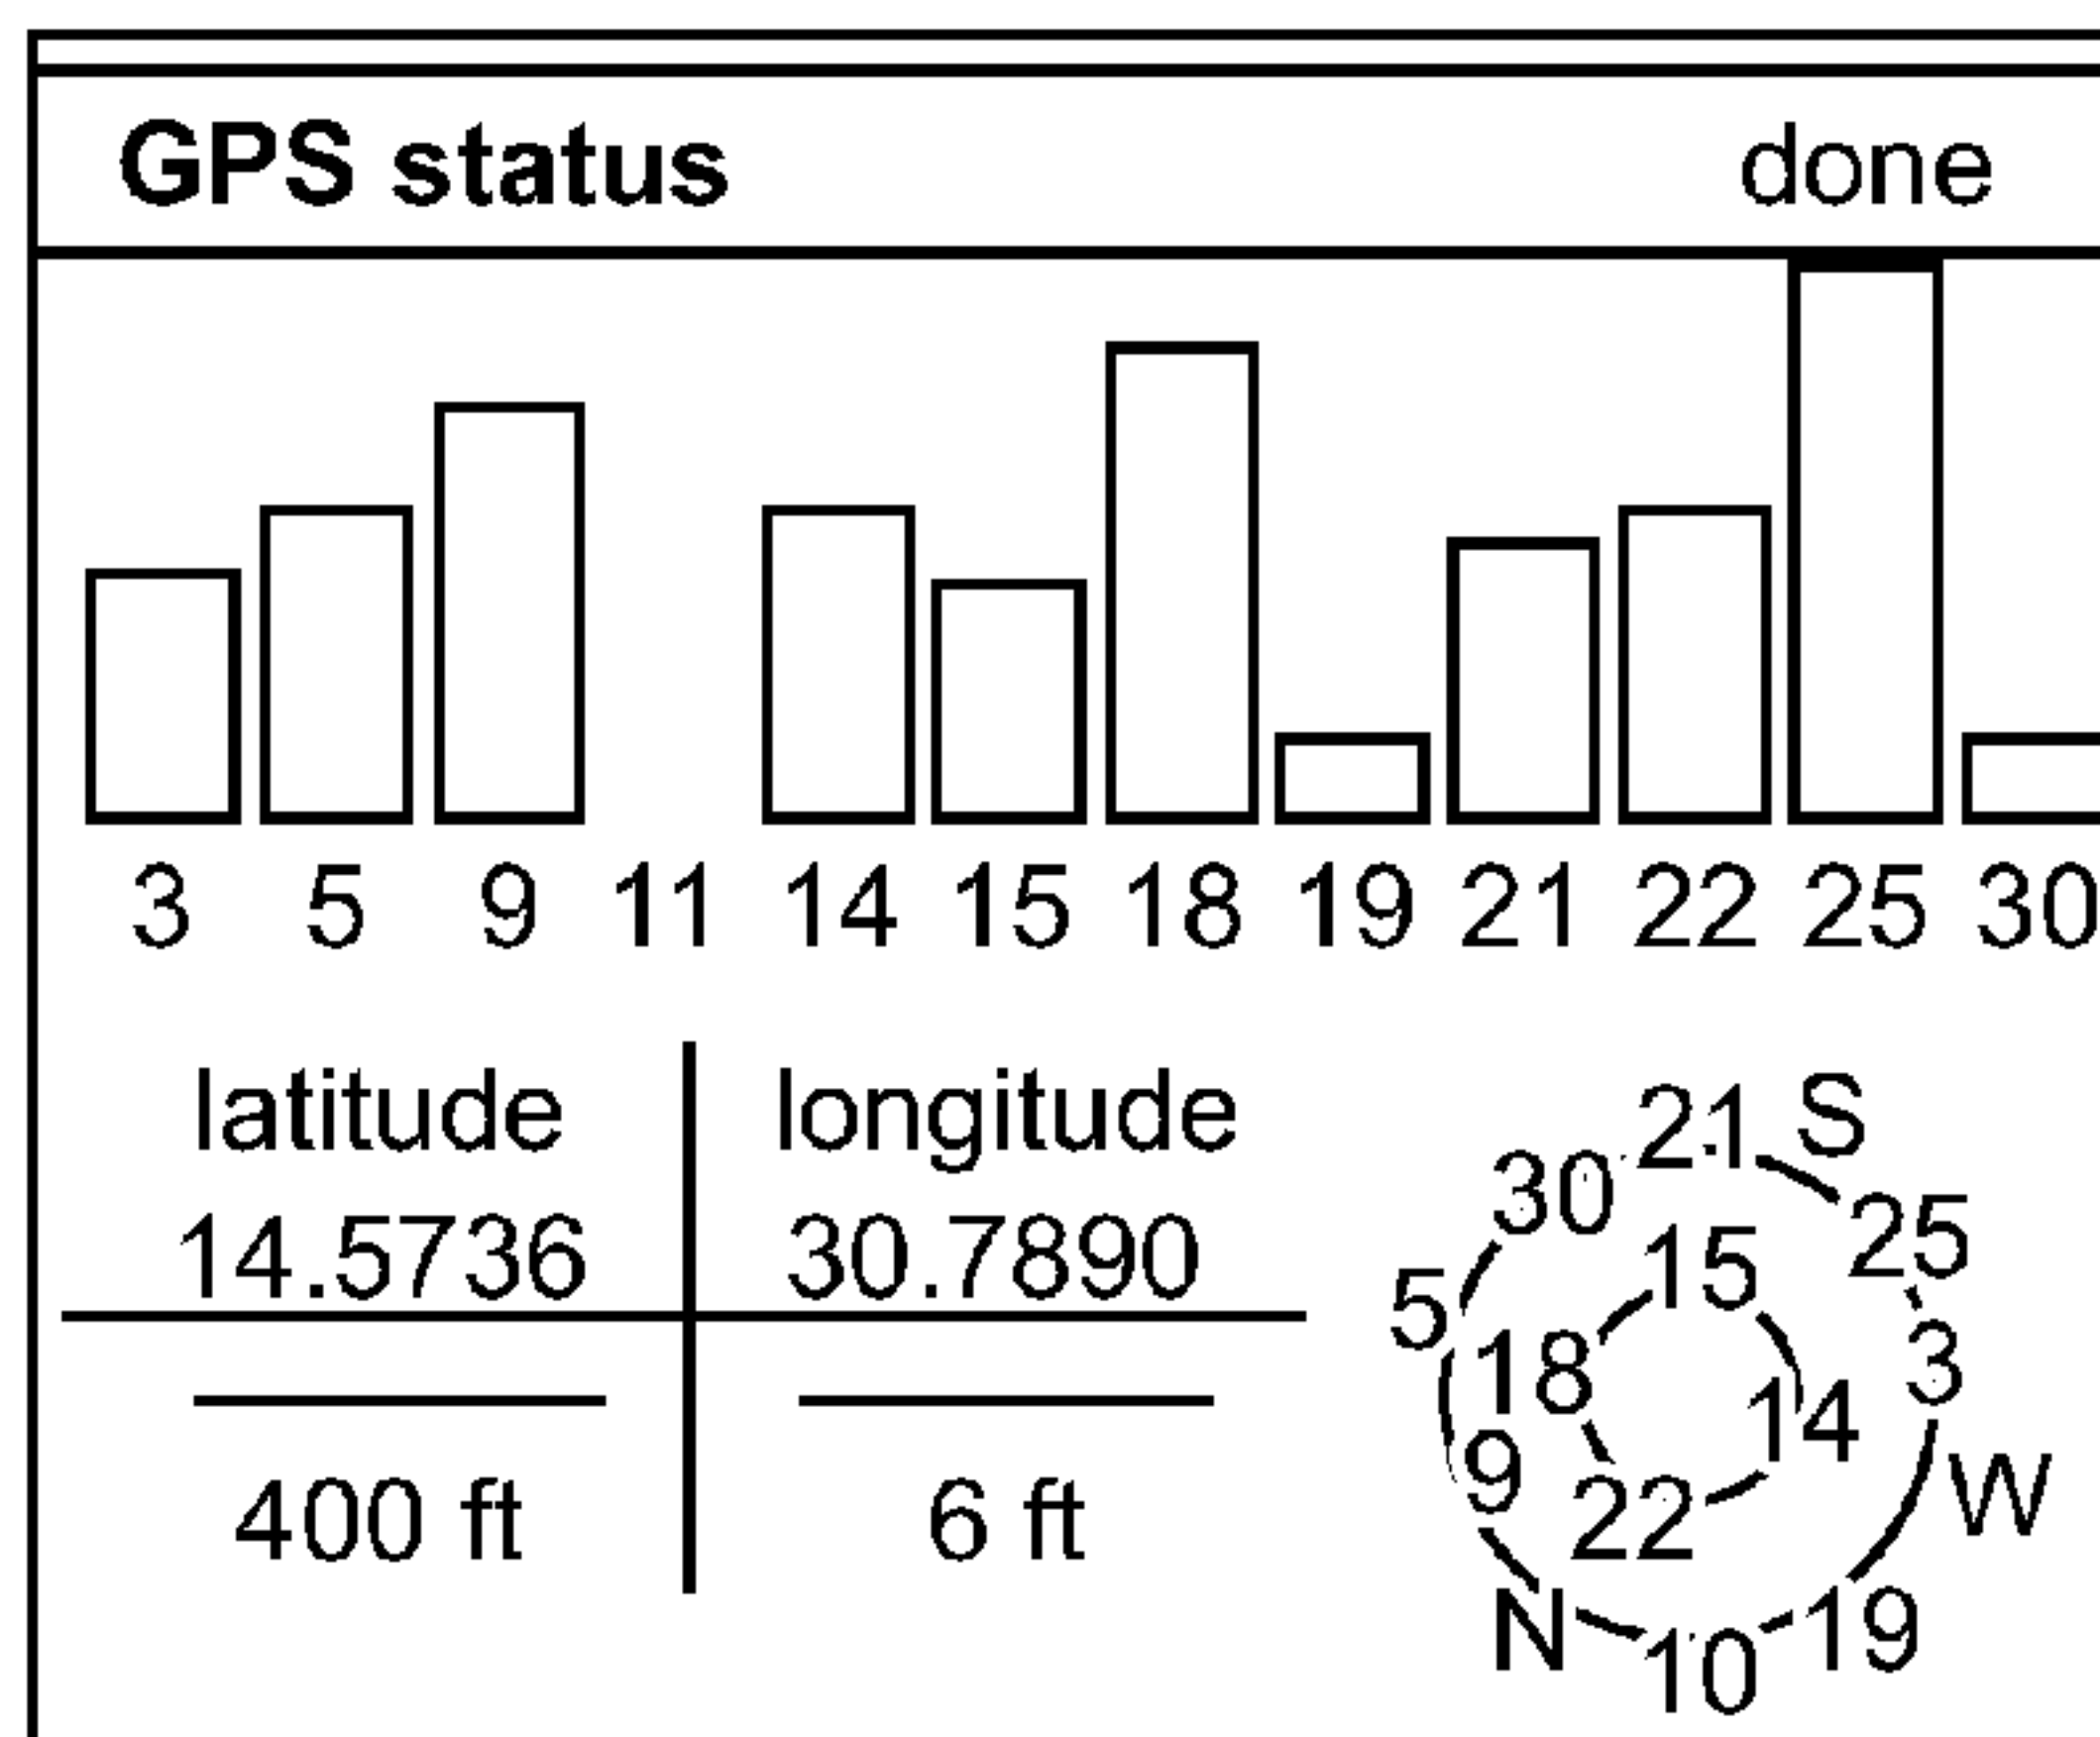 GPS status done
3 5 9 11 14 15 18 19 21 22 25 30
latitude longitude
14.5736 30.7890
400 ft 6 ft
21 S
30 25
15
5 3
18 14
9 W
22
N 10 19